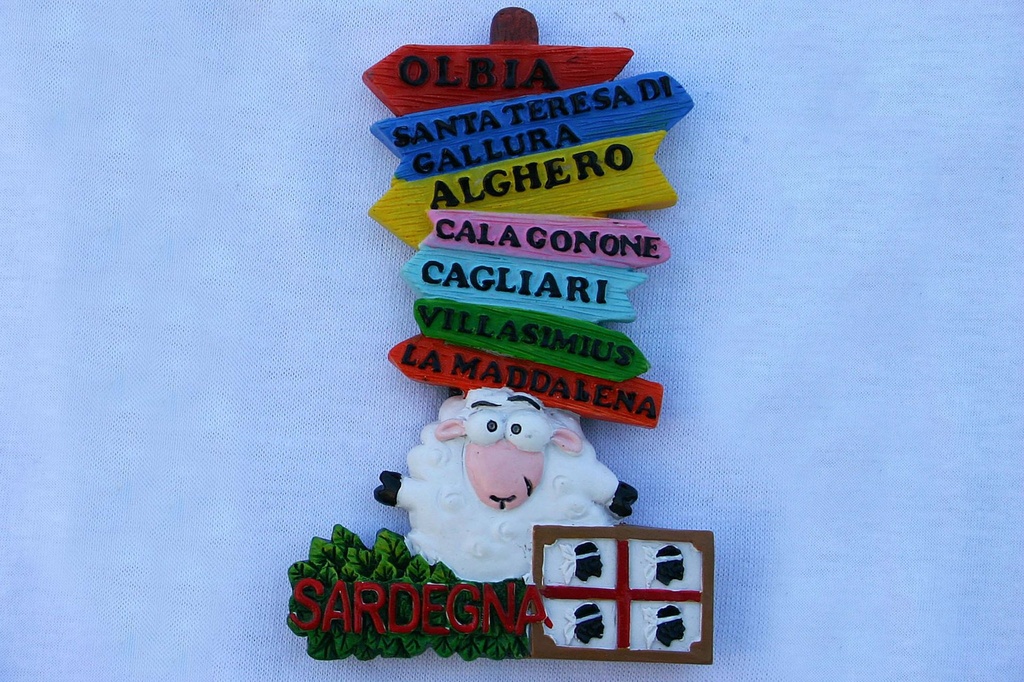 OLBIA
SANTA TERESA DI
GALLURA
ALGHERO
CALA GONONE
CAGLIARI
VILLASIMIUS
LA MADDALENA
SARDEGNA